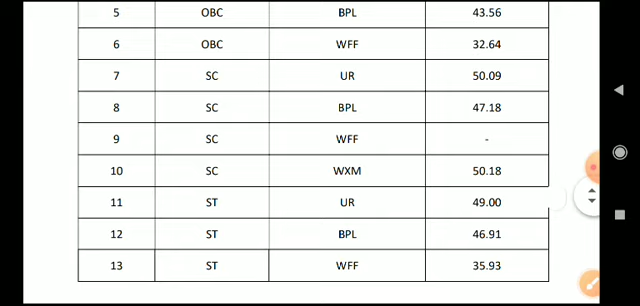 5 OBC BPL 43.56
6 OBC WFF 32.64
7 SC UR 50.09
8 SC BPL 47.18
9 SC WFF -
10 SC WXM 50.18
11 ST UR 49.00
12 ST BPL 46.91
13 ST WFF 35.93